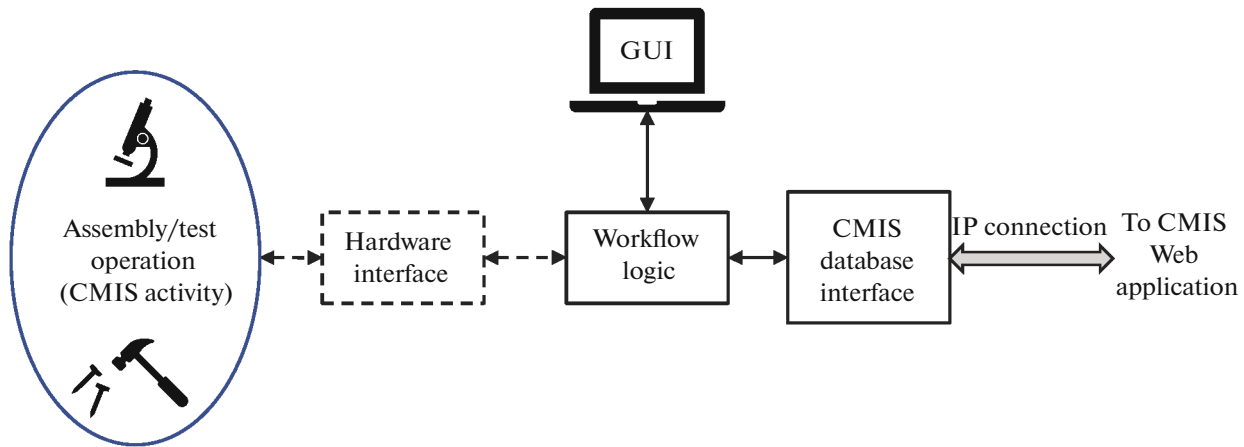 GUI
Assembly/test
operation
(CMIS activity)
Hardware
interface
Workflow
logic
CMIS
database
interface
IP connection
To CMIS
Web
application